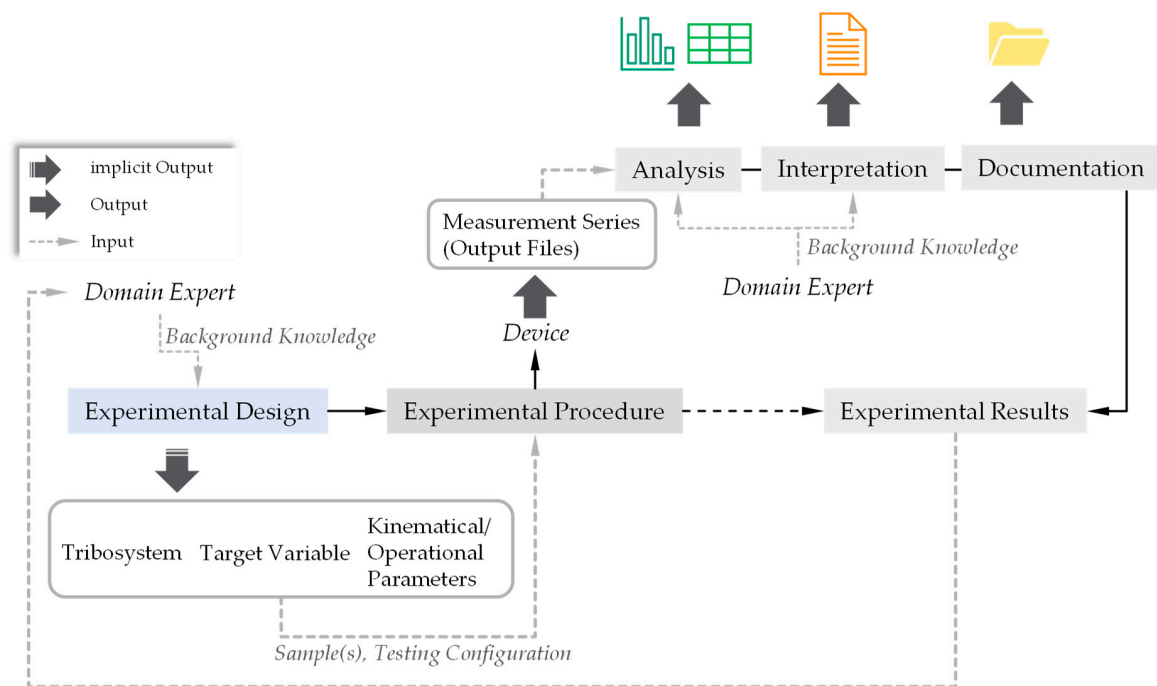 implicit Output
Output
Input
Analysis
Interpretation
Documentation
Measurement Series
(Output Files)
Background Knowledge
Domain Expert
Domain Expert
Background Knowledge
Device
Experimental Design
Experimental Procedure
Experimental Results
Tribosystem
Target Variable
Kinematical/
Operational
Parameters
Sample(s), Testing Configuration